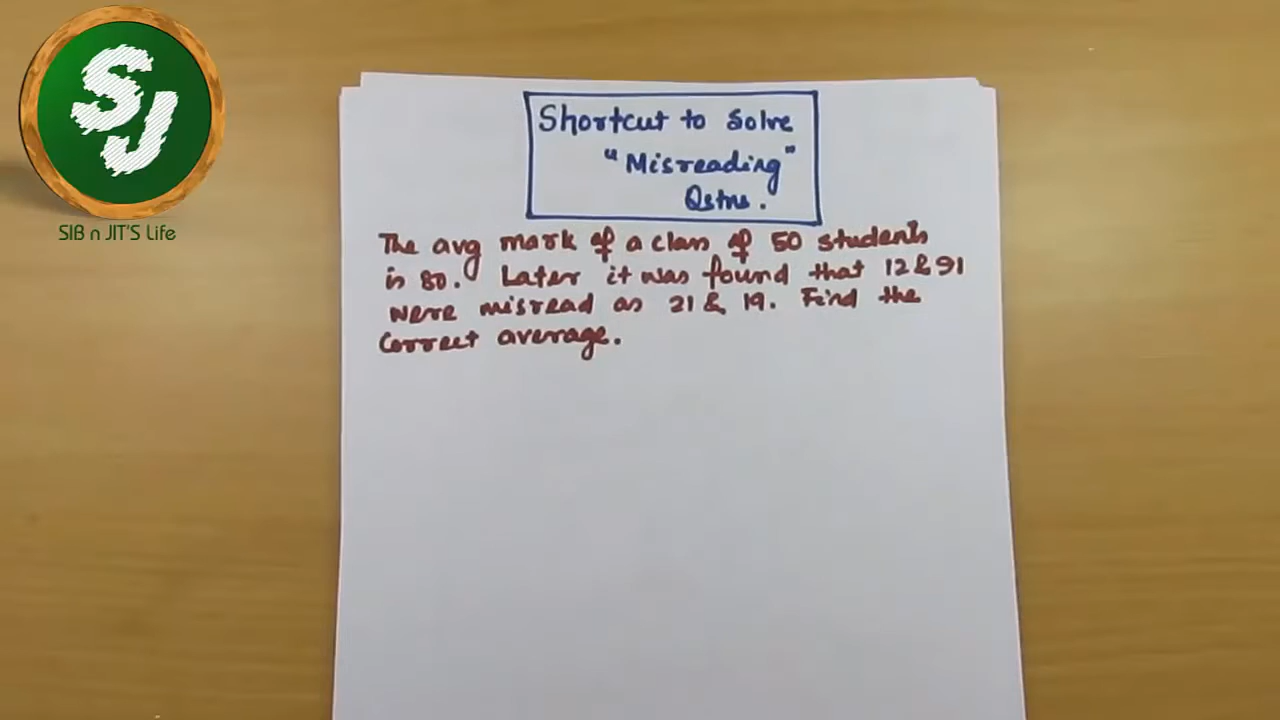 SJ
SIB n JIT'S Life
Shortcut to Solve
"Misreading"
Qstns.
The avg mark of a class of 50 students
is 80. Later it was found that 12 & 91
were misread as 21 & 19. Find the
Correct average.